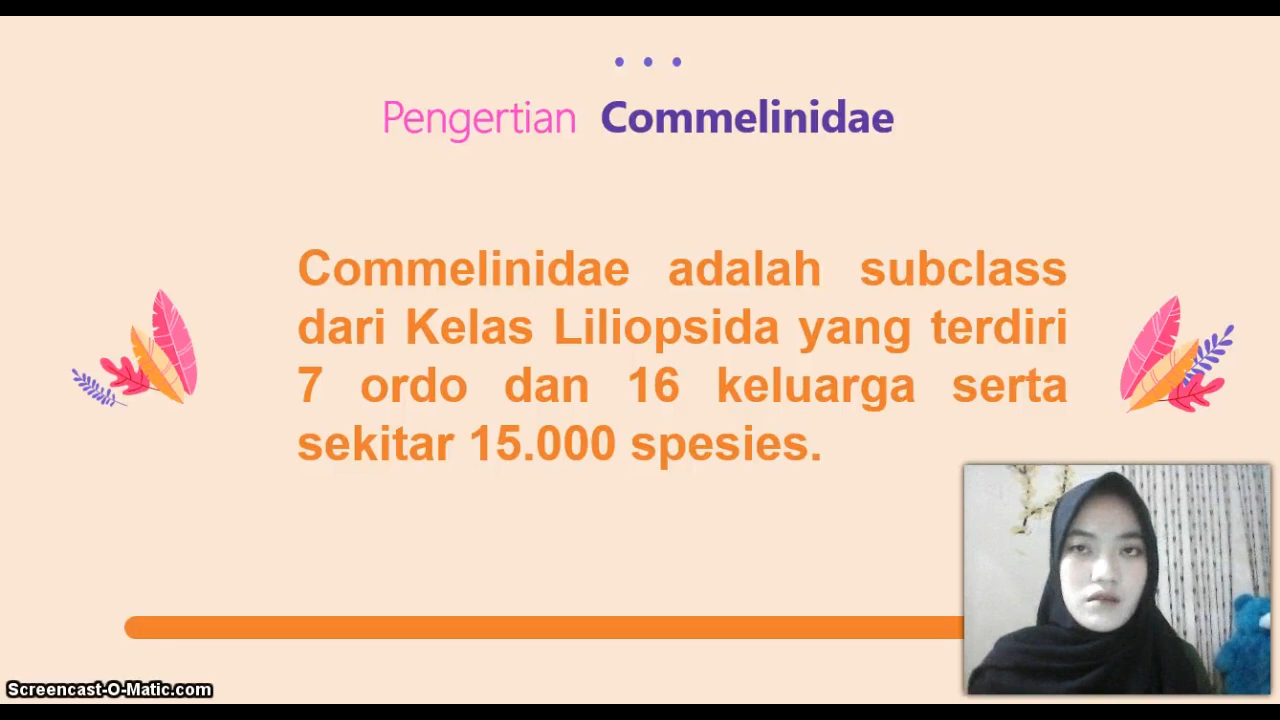 Pengertian Commelinidae
Commelinidae adalah subclass
dari Kelas Liliopsida yang terdiri
7 ordo dan 16 keluarga serta
sekitar 15.000 spesies.
Screencast-O-Matic.com